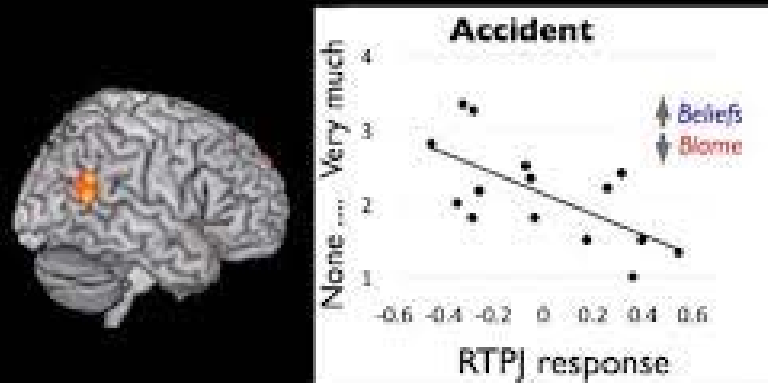 Accident
None .... Very much
4
3
2
1
Beliefs
Blame
-0.6 -0.4 -0.2 0 0.2 0.4 0.6
RTPJ response